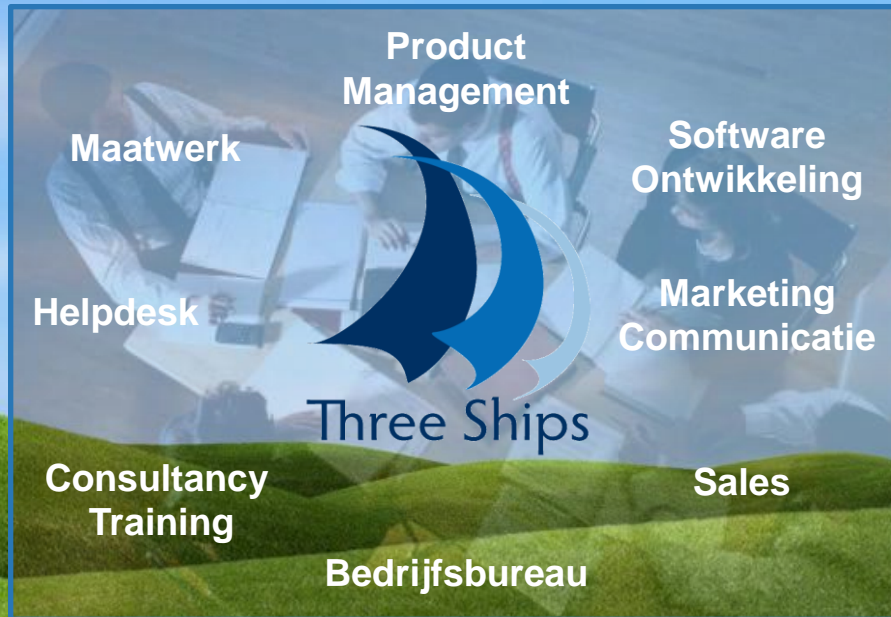 Product
Management
Maatwerk
Software
Ontwikkeling
Helpdesk
Marketing
Communicatie
Three Ships
Consultancy
Training
Sales
Bedrijfsbureau